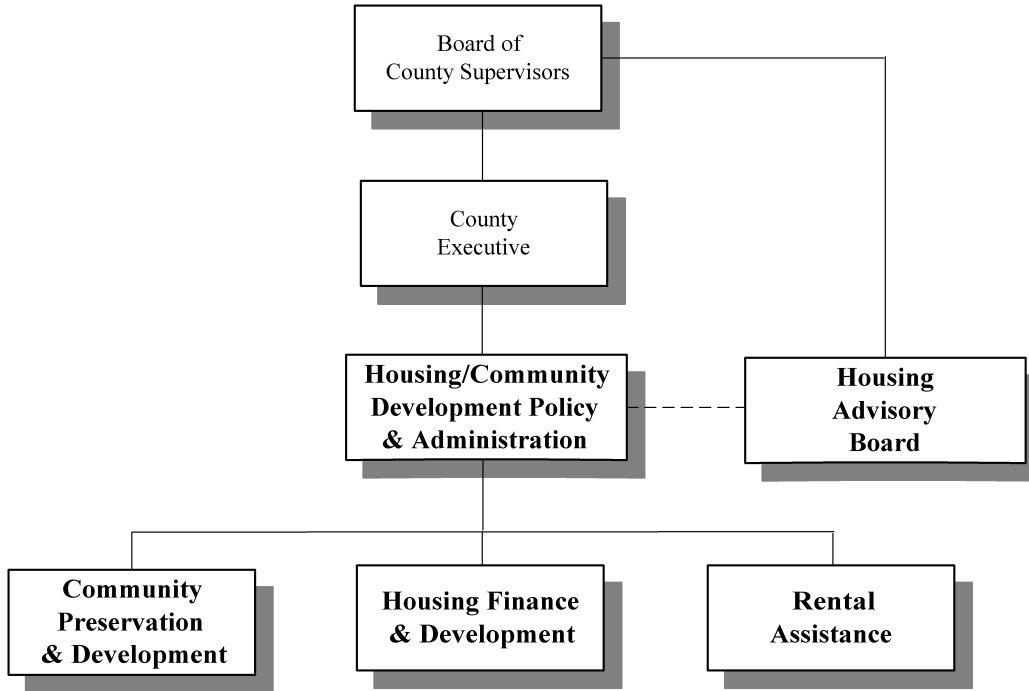 Board of
County Supervisors
County
Executive
Housing/Community
Development Policy
& Administration
Housing
Advisory
Board
Community
Preservation
& Development
Housing Finance
& Development
Rental
Assistance